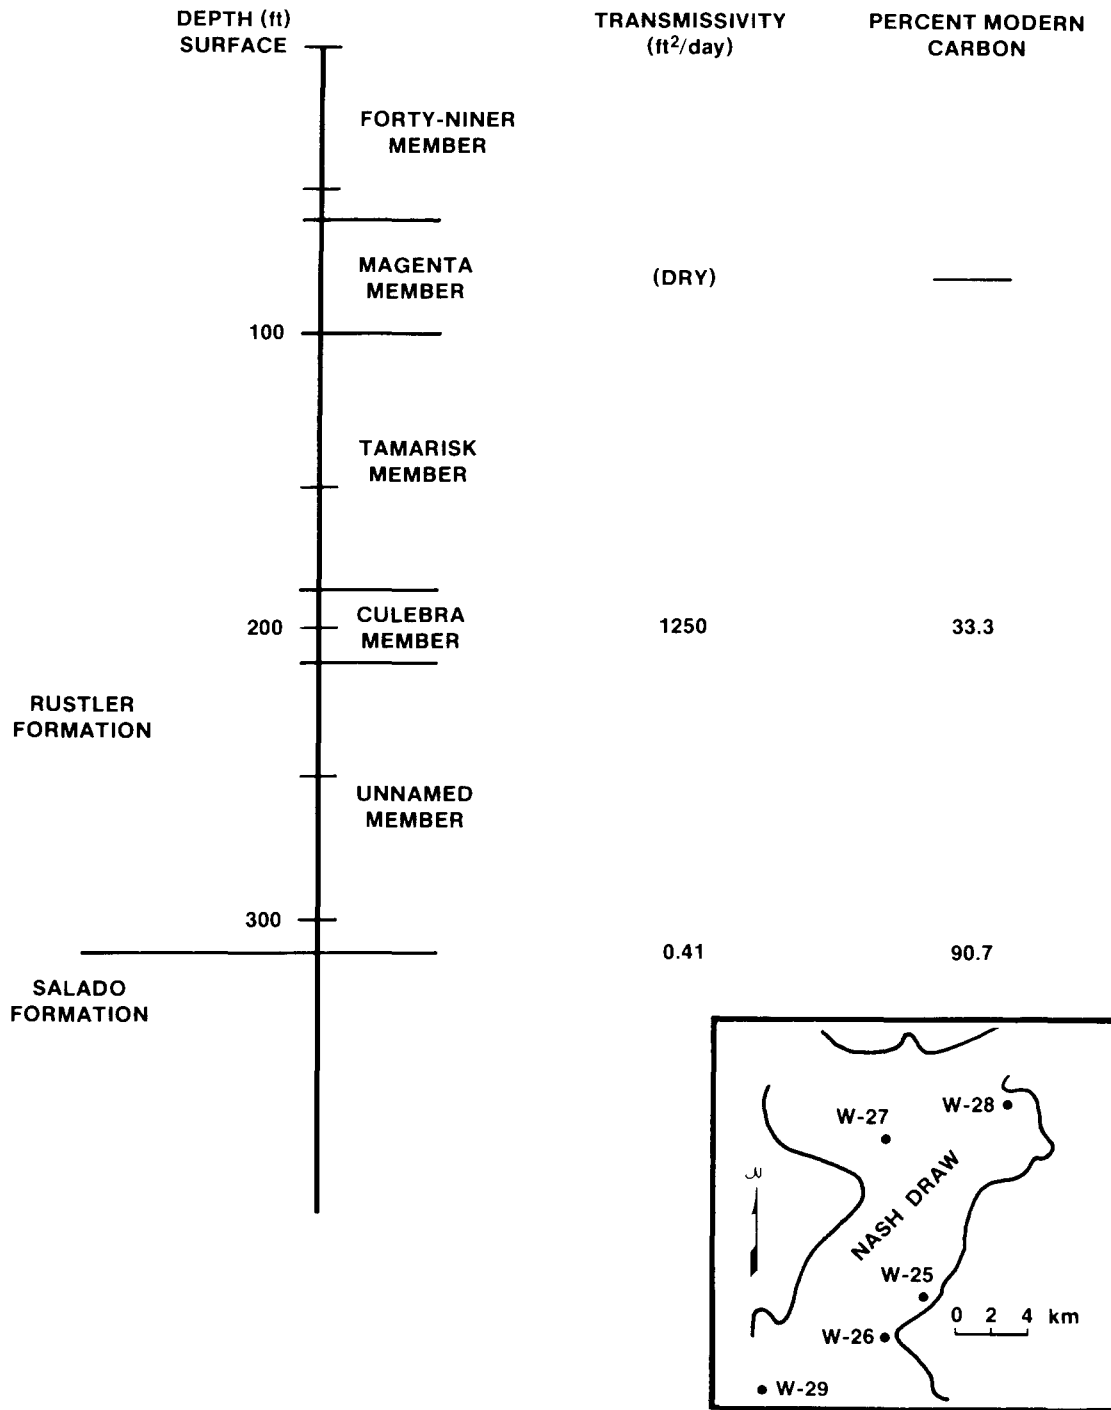 DEPTH (ft)
SURFACE
TRANSMISSIVITY
(ft²/day)
PERCENT MODERN
CARBON
FORTY-NINER
MEMBER
MAGENTA
MEMBER
(DRY)
100
TAMARISK
MEMBER
CULEBRA
MEMBER
200
1250
33.3
RUSTLER
FORMATION
UNNAMED
MEMBER
300
0.41
90.7
SALADO
FORMATION
W-28
W-27
NASH DRAW
W-25
0 2 4 km
W-26
W-29